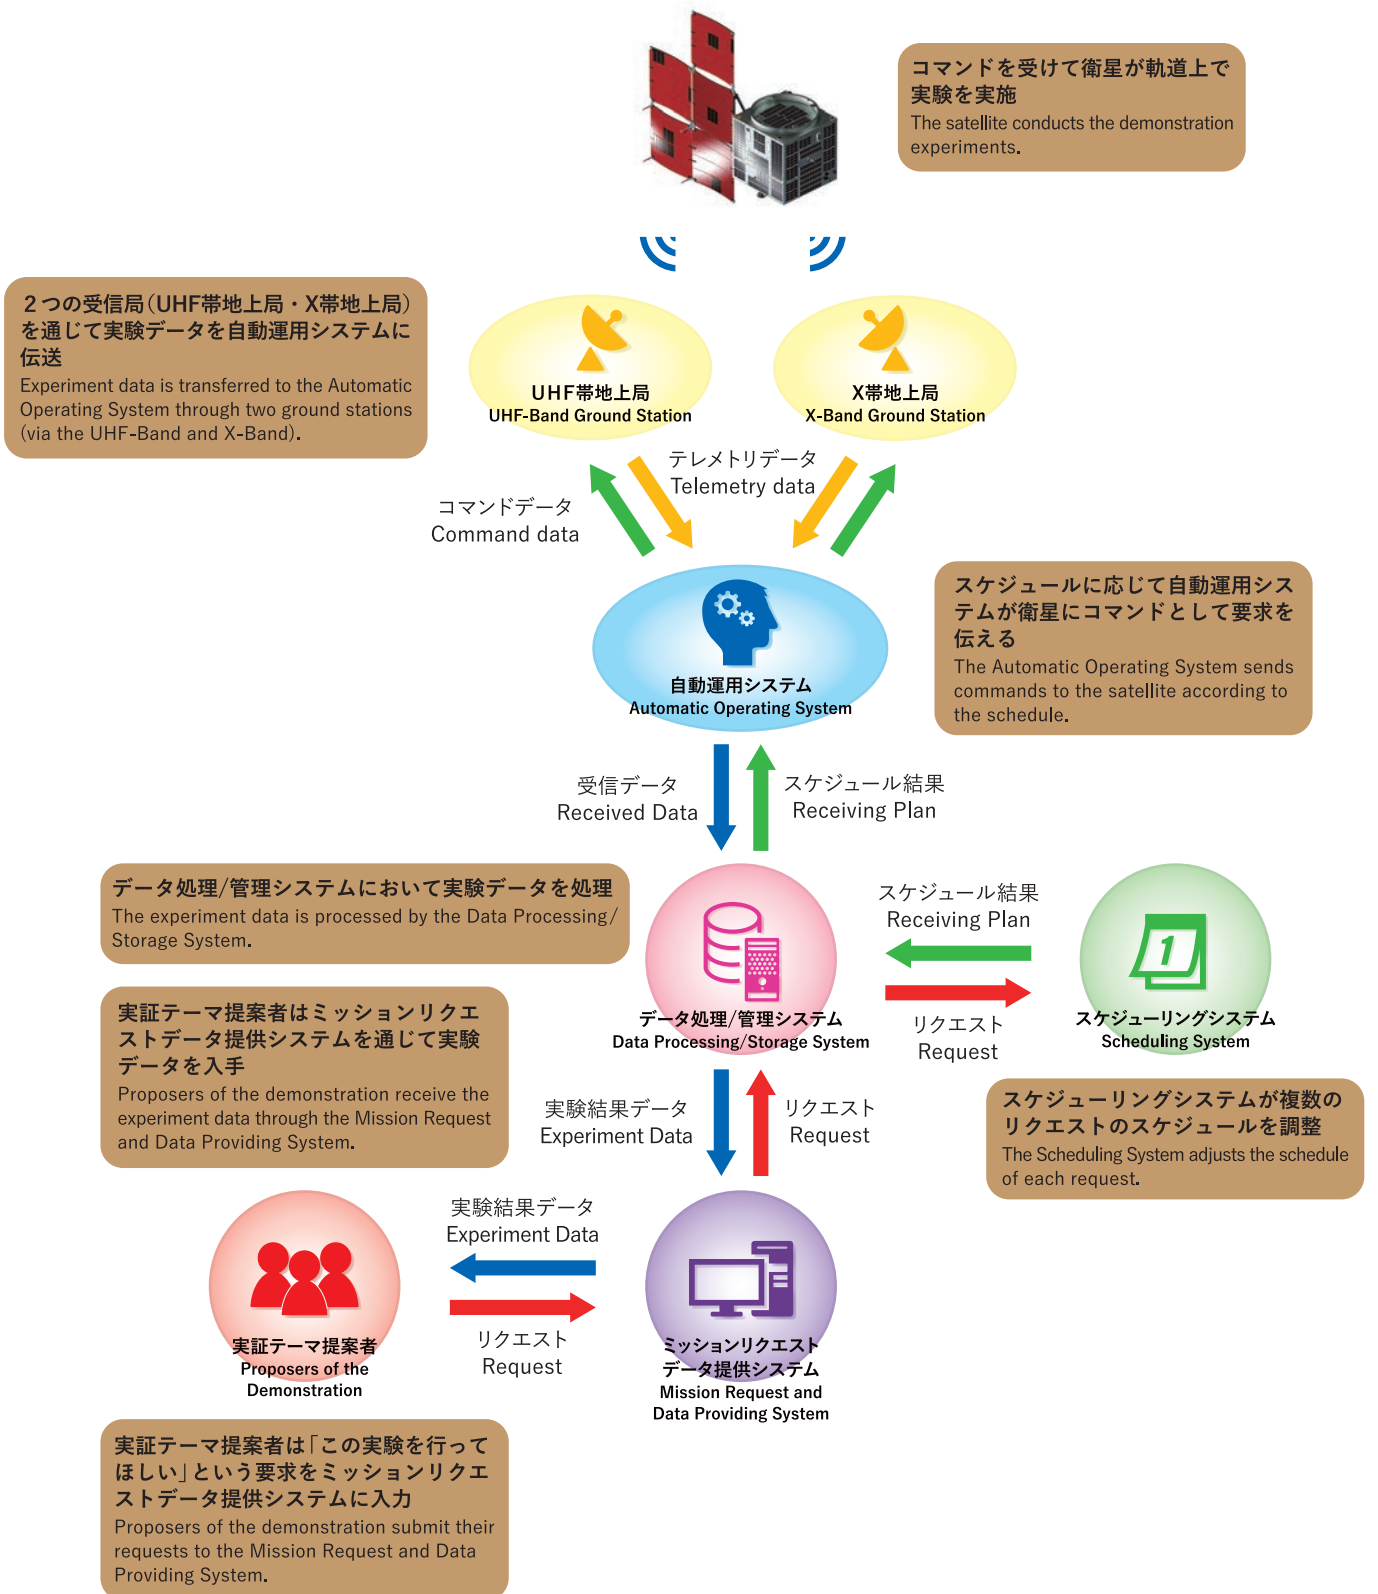 コマンドを受けて衛星が軌道上で
実験を実施
The satellite conducts the demonstration
experiments.
２つの受信局（UHF帯地上局・X帯地上局）
を通じて実験データを自動運用システムに
伝送
Experiment data is transferred to the Automatic
Operating System through two ground stations
(via the UHF-Band and X-Band).
UHF帯地上局
UHF-Band Ground Station
X帯地上局
X-Band Ground Station
テレメトリデータ
Telemetry data
コマンドデータ
Command data
自動運用システム
Automatic Operating System
スケジュールに応じて自動運用シス
テムが衛星にコマンドとして要求を
伝える
The Automatic Operating System sends
commands to the satellite according to
the schedule.
受信データ
Received Data
スケジュール結果
Receiving Plan
データ処理/管理システムにおいて実験データを処理
The experiment data is processed by the Data Processing/
Storage System.
スケジュール結果
Receiving Plan
1
データ処理/管理システム
Data Processing/Storage System
リクエスト
Request
スケジューリングシステム
Scheduling System
実証テーマ提案者はミッションリクエ
ストデータ提供システムを通じて実験
データを入手
Proposers of the demonstration receive the
experiment data through the Mission Request
and Data Providing System.
実験結果データ
Experiment Data
リクエスト
Request
スケジューリングシステムが複数の
リクエストのスケジュールを調整
The Scheduling System adjusts the schedule
of each request.
実験結果データ
Experiment Data
リクエスト
Request
実証テーマ提案者
Proposers of the
Demonstration
ミッションリクエスト
データ提供システム
Mission Request and
Data Providing System
実証テーマ提案者は「この実験を行って
ほしい」という要求をミッションリクエ
ストデータ提供システムに入力
Proposers of the demonstration submit their
requests to the Mission Request and Data
Providing System.